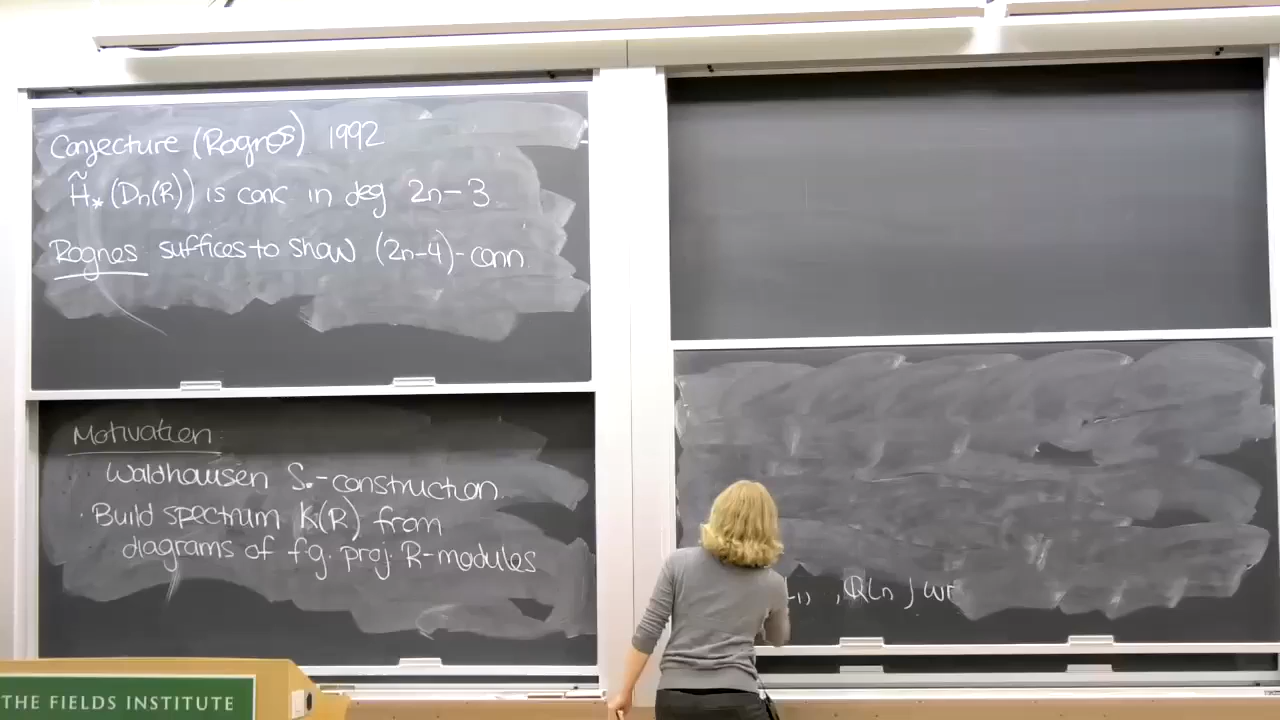 Conjecture (Rognes) 1992
H̃_*(Dn(R)) is conc in deg 2n-3
Rognes suffices to show (2n-4)-conn
Motivation:
Waldhausen S.-construction
· Build spectrum K(R) from
diagrams of f.g. proj. R-modules
THE FIELDS INSTITUTE